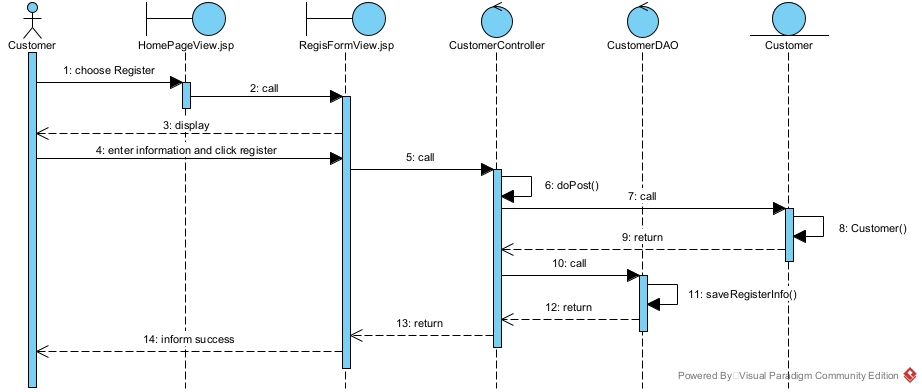 Customer
HomePageView.jsp
RegisFormView.jsp
CustomerController
CustomerDAO
Customer
1: choose Register
2: call
3: display
4: enter information and click register
5: call
6: doPost()
7: call
8: Customer()
9: return
10: call
11: saveRegisterInfo()
12: return
13: return
14: inform success
Powered By Visual Paradigm Community Edition